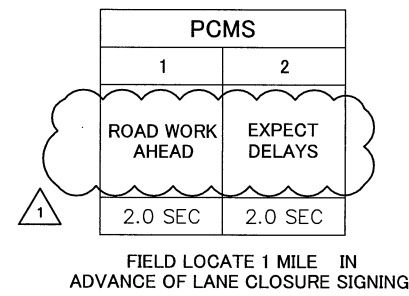 PCMS
1 2
ROAD WORK EXPECT
AHEAD DELAYS
1
2.0 SEC 2.0 SEC
FIELD LOCATE 1 MILE IN
ADVANCE OF LANE CLOSURE SIGNING